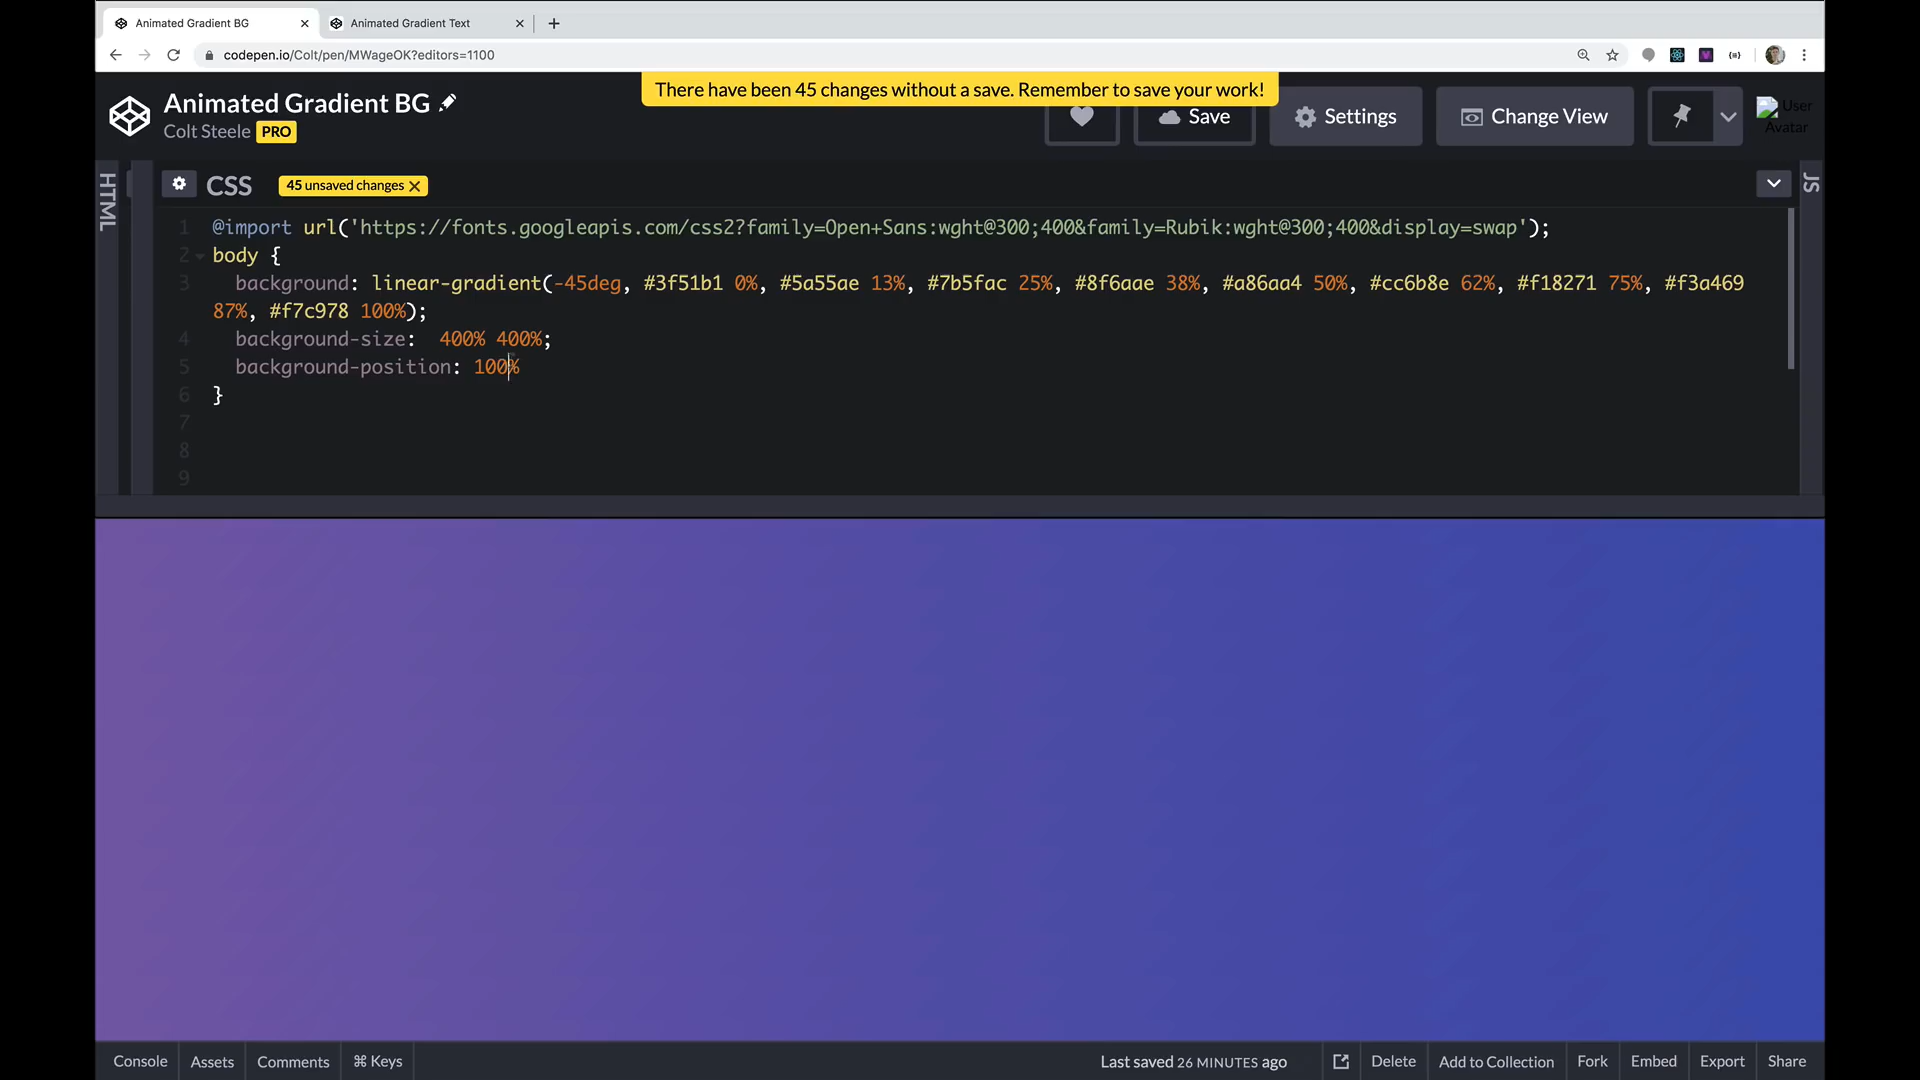 Animated Gradient BG
Animated Gradient Text
codepen.io/Colt/pen/MWageOK?editors=1100
There have been 45 changes without a save. Remember to save your work!
Animated Gradient BG
Colt Steele PRO
Save
Settings
Change View
User Avatar
HTML
CSS
45 unsaved changes
JS
1 @import url('https://fonts.googleapis.com/css2?family=Open+Sans:wght@300;400&family=Rubik:wght@300;400&display=swap');
2 body {
3 background: linear-gradient(-45deg, #3f51b1 0%, #5a55ae 13%, #7b5fac 25%, #8f6aae 38%, #a86aa4 50%, #cc6b8e 62%, #f18271 75%, #f3a469
87%, #f7c978 100%);
4 background-size: 400% 400%;
5 background-position: 100%
6 }
7
8
9
Console
Assets
Comments
⌘ Keys
Last saved 26 MINUTES ago
Delete
Add to Collection
Fork
Embed
Export
Share